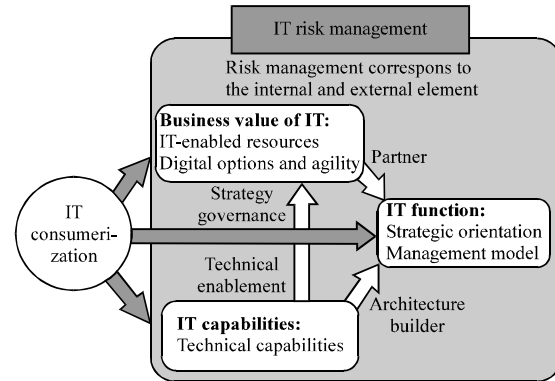 IT risk management
Risk management correspons to
the internal and external element
Business value of IT:
IT-enabled resources
Digital options and agility
Partner
Strategy
governance
IT
consumeri-
zation
IT function:
Strategic orientation
Management model
Technical
enablement
Architecture
builder
IT capabilities:
Technical capabilities